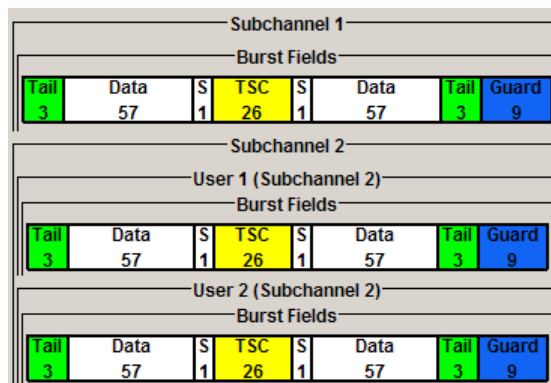 Subchannel 1
Burst Fields
Tail Data S TSC S Data Tail Guard
3 57 1 26 1 57 3 9
Subchannel 2
User 1 (Subchannel 2)
Burst Fields
Tail Data S TSC S Data Tail Guard
3 57 1 26 1 57 3 9
User 2 (Subchannel 2)
Burst Fields
Tail Data S TSC S Data Tail Guard
3 57 1 26 1 57 3 9